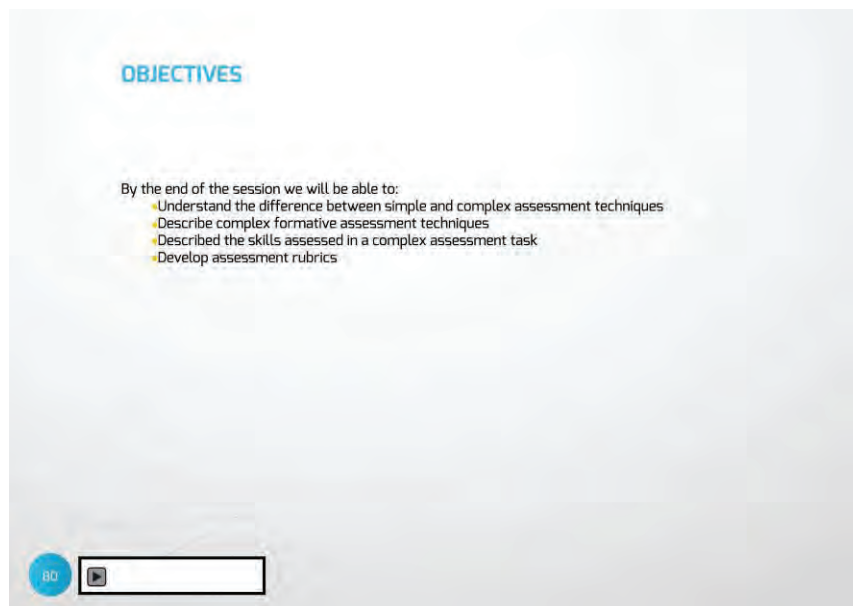 OBJECTIVES
By the end of the session we will be able to:
•Understand the difference between simple and complex assessment techniques
•Describe complex formative assessment techniques
•Described the skills assessed in a complex assessment task
•Develop assessment rubrics
80